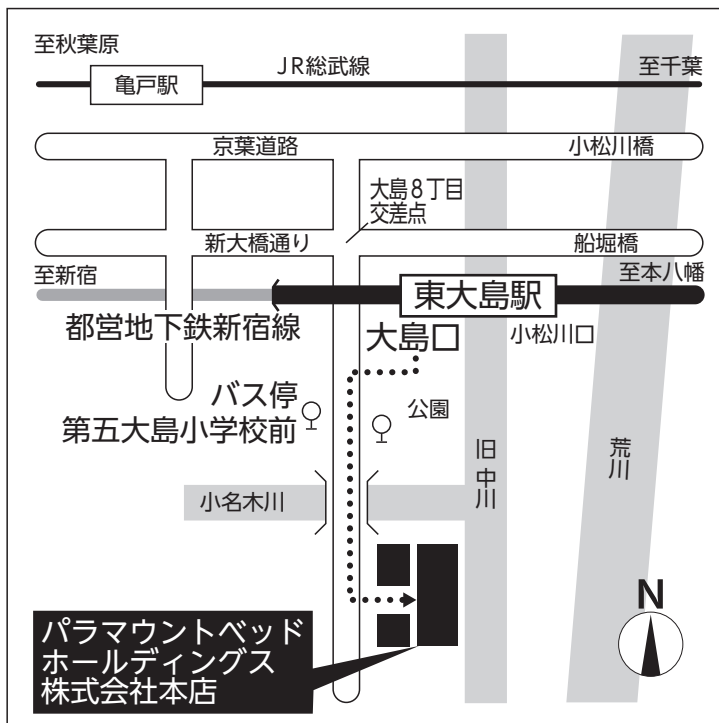 至秋葉原
JR総武線
至千葉
亀戸駅
京葉道路
小松川橋
大島8丁目
交差点
新大橋通り
船堀橋
至新宿
至本八幡
東大島駅
都営地下鉄新宿線
大島口
小松川口
バス停
第五大島小学校前
公園
旧中川
荒川
小名木川
N
パラマウントベッド
ホールディングス
株式会社本店